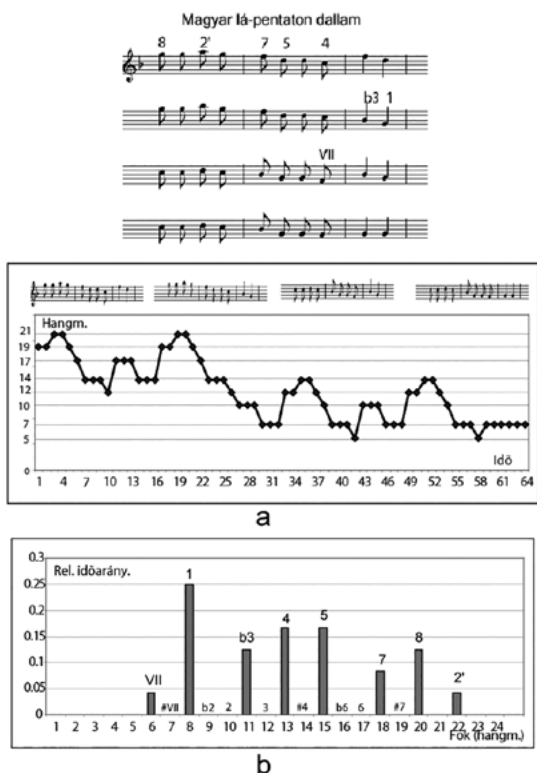 Magyar lá-pentaton dallam
8 2' 7 5 4
b3 1
VII
Hangm.
21
19
17
14
12
10
7
5
0
Idő
1 4 7 10 13 16 19 22 25 28 31 34 37 40 43 46 49 52 55 58 61 64
a
0.3
Rel. időarány.
0.25
0.2
0.15
0.1
0.05
0
VII #VII 1 b2 2 b3 3 4 #4 5 b6 6 7 #7 8 2'
1 2 3 4 5 6 7 8 9 10 11 12 13 14 15 16 17 18 19 20 21 22 23 24
Fok (hangm.)
b